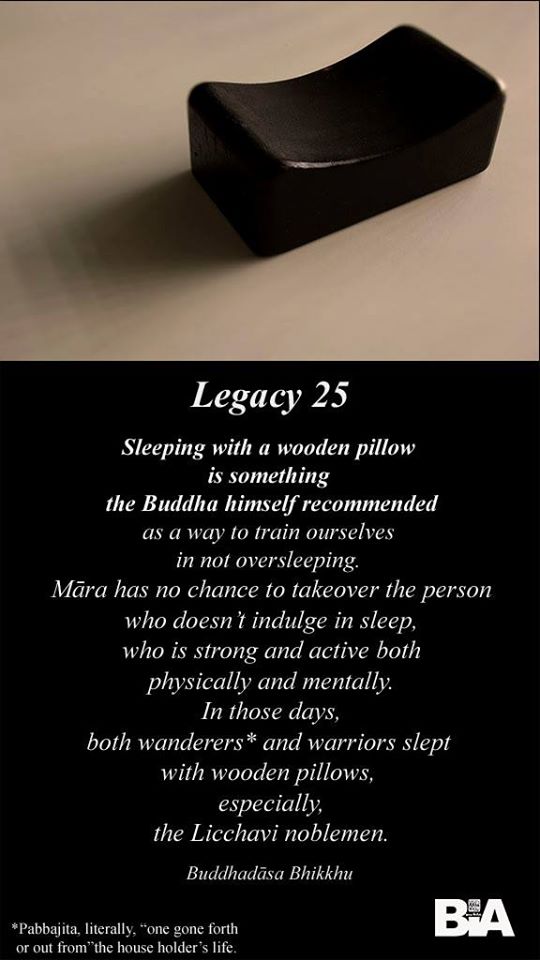 Legacy 25
Sleeping with a wooden pillow
is something
the Buddha himself recommended
as a way to train ourselves
in not oversleeping.
Māra has no chance to takeover the person
who doesn't indulge in sleep,
who is strong and active both
physically and mentally.
In those days,
both wanderers* and warriors slept
with wooden pillows,
especially,
the Licchavi noblemen.
Buddhadāsa Bhikkhu
*Pabbajita, literally, “one gone forth
or out from”the house holder's life.
BIA